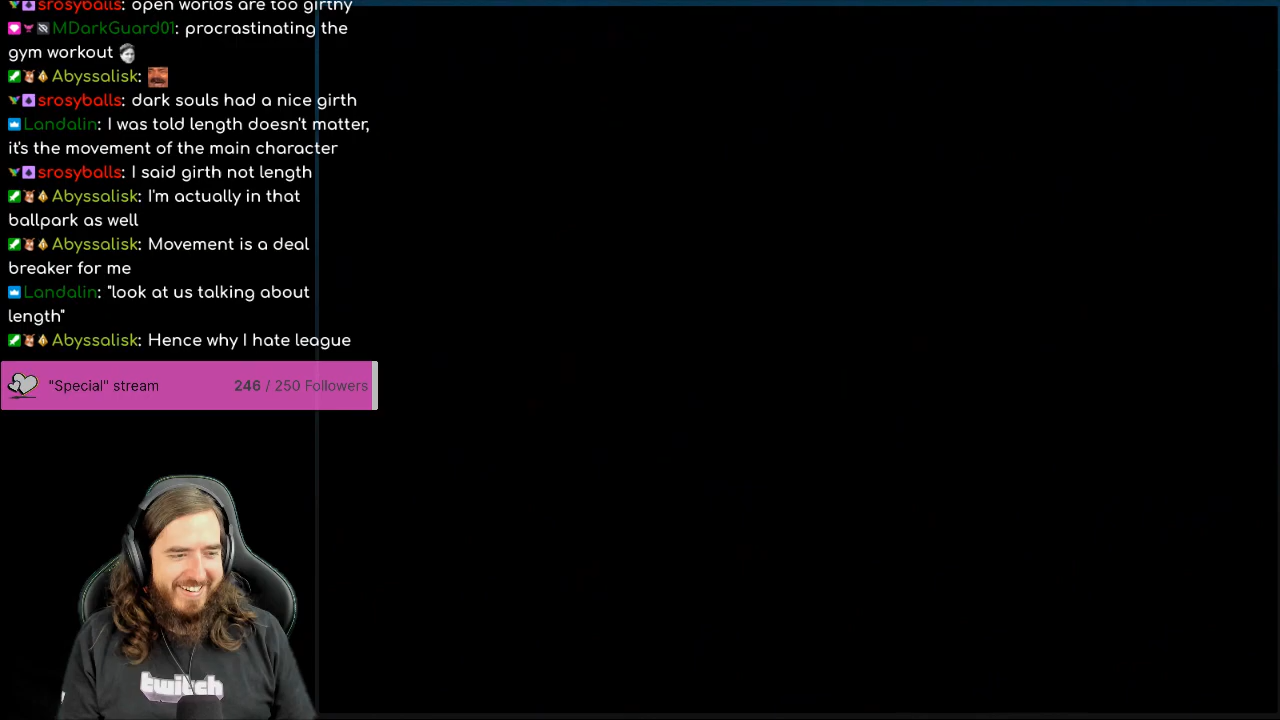 srosyballs: open worlds are too girthy
MDarkGuard01: procrastinating the
gym workout
Abyssalisk:
srosyballs: dark souls had a nice girth
Landalin: I was told length doesn't matter,
it's the movement of the main character
srosyballs: I said girth not length
Abyssalisk: I'm actually in that
ballpark as well
Abyssalisk: Movement is a deal
breaker for me
Landalin: "look at us talking about
length"
Abyssalisk: Hence why I hate league
"Special" stream 246 / 250 Followers
twitch